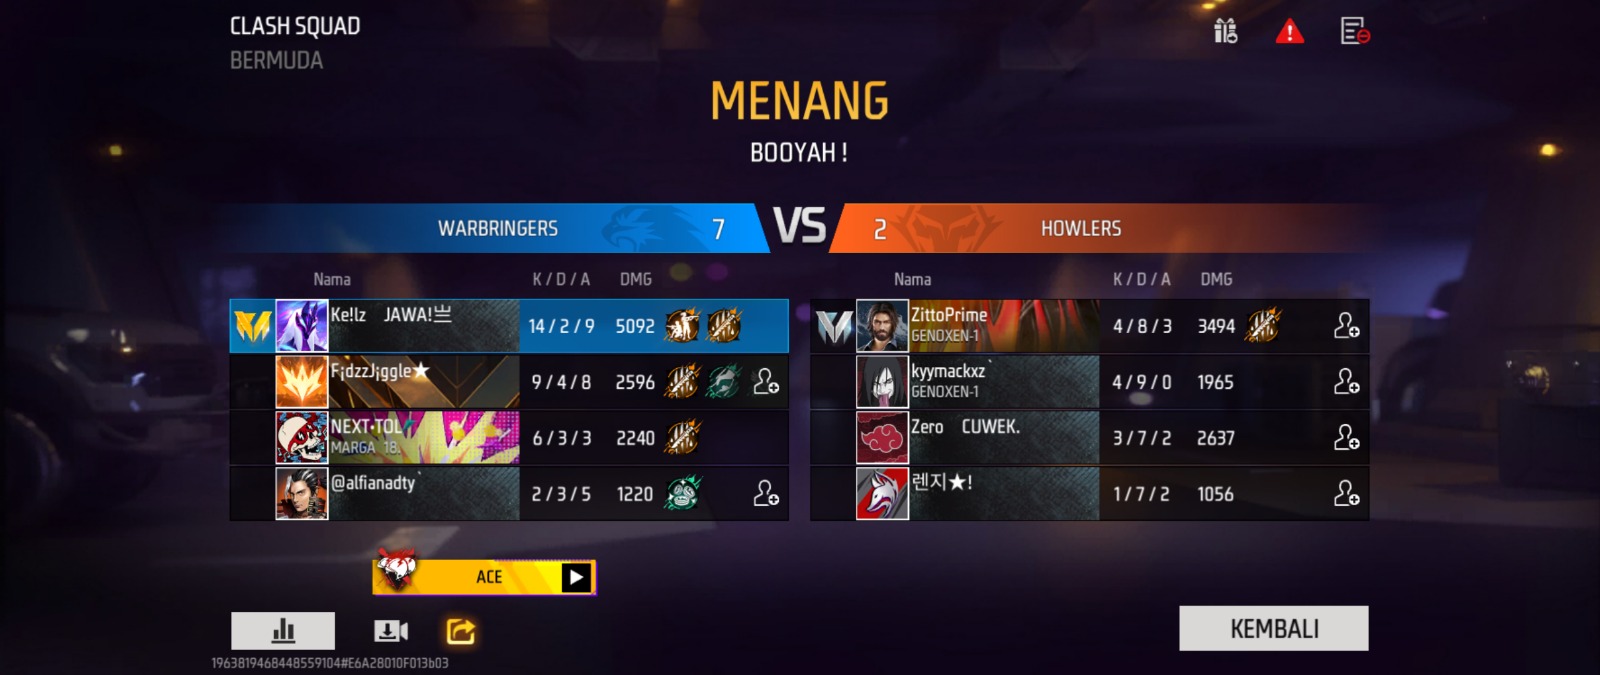 CLASH SQUAD
BERMUDA
MENANG
BOOYAH !
WARBRINGERS 7 VS 2 HOWLERS
Nama K / D / A DMG Nama K / D / A DMG
Ke!lz JAWA!亗 14 / 2 / 9 5092
F¡dzzJ¡ggle★ 9 / 4 / 8 2596
NEXT•TOL
MARGA 18. 6 / 3 / 3 2240
@alfianadty` 2 / 3 / 5 1220
ZittoPrime
GENOXEN-1 4 / 8 / 3 3494
kyymackxz`
GENOXEN-1 4 / 9 / 0 1965
Zero CUWEK. 3 / 7 / 2 2637
렌지★! 1 / 7 / 2 1056
ACE
KEMBALI
1963819468448559104#E6A28010F013b03